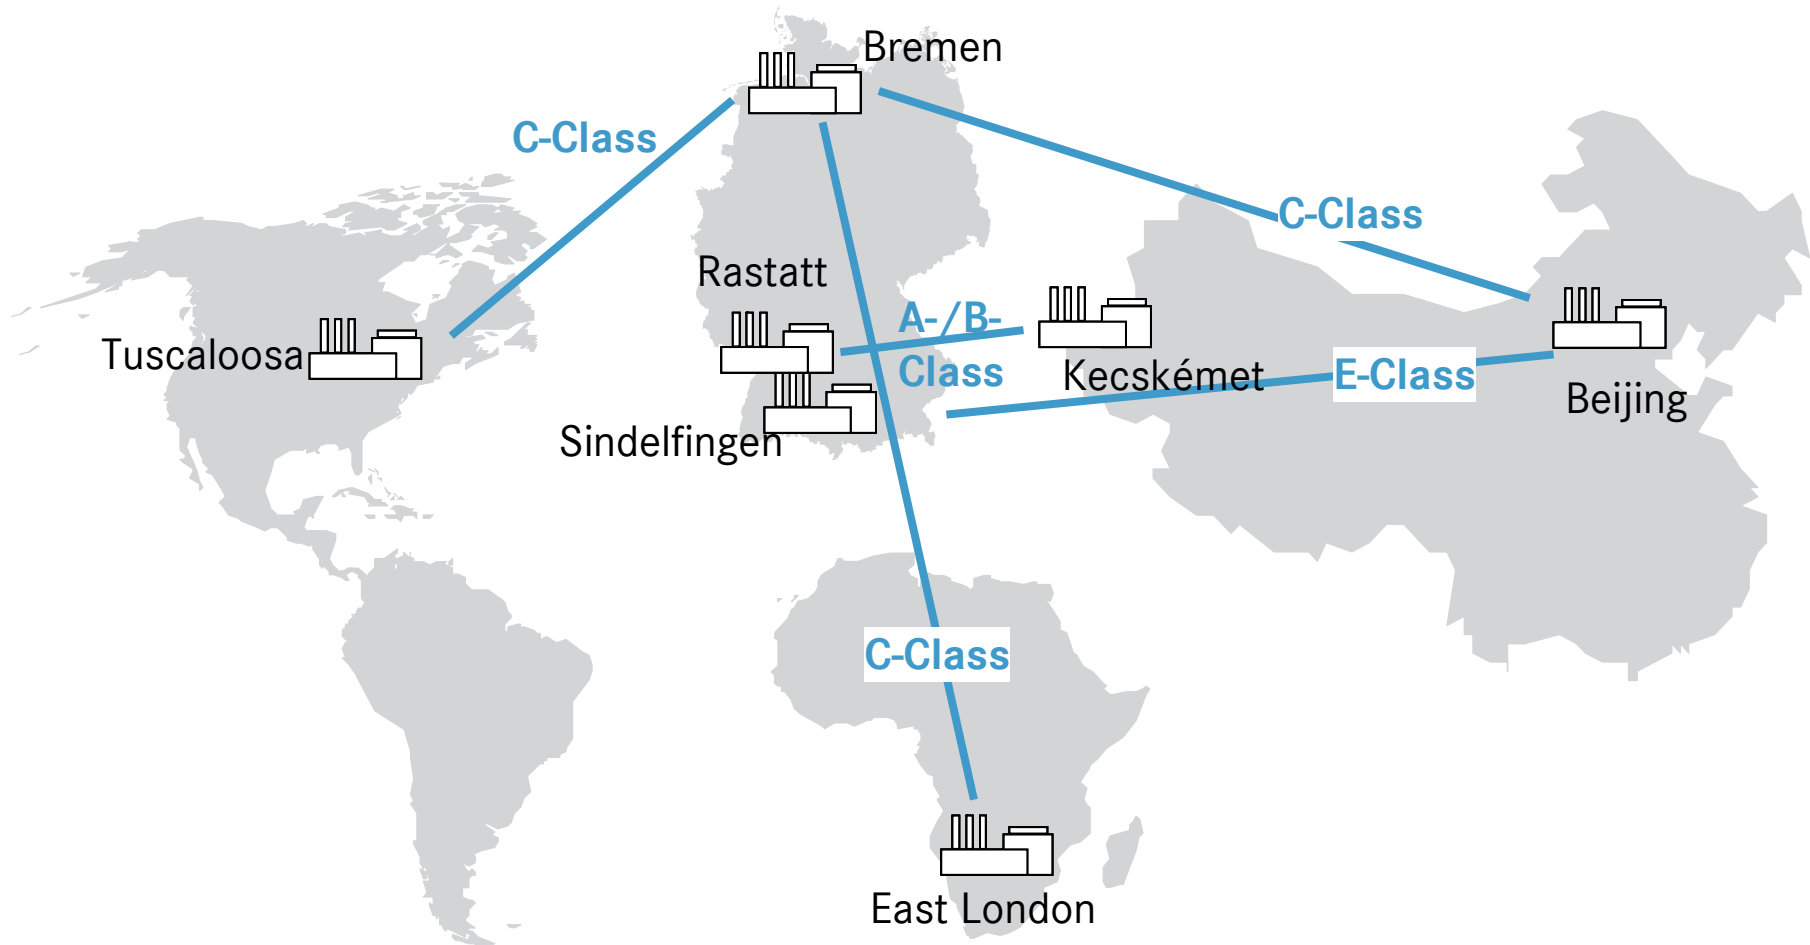 Bremen
C-Class
C-Class
Rastatt
A-/B-
Class
Tuscaloosa
Kecskémet
E-Class
Beijing
Sindelfingen
C-Class
East London